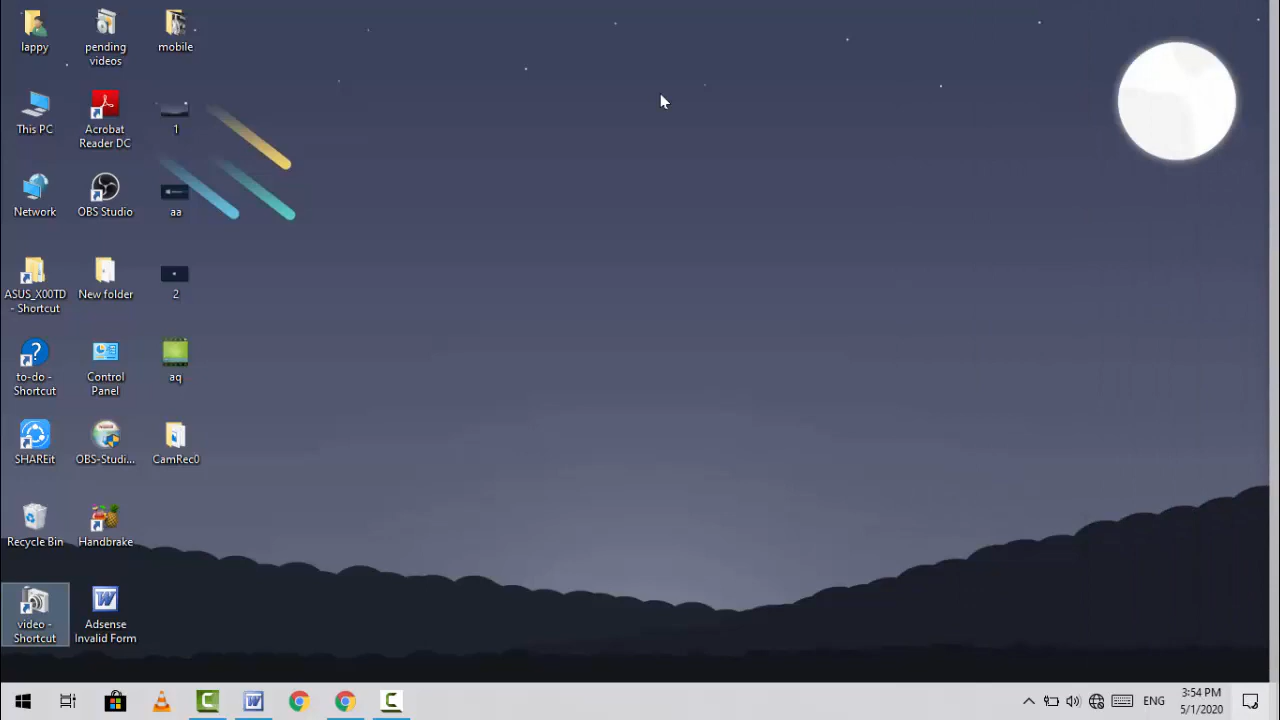 lappy
pending
videos
mobile
This PC
Acrobat
Reader DC
1
Network
OBS Studio
aa
ASUS_X00TD
- Shortcut
New folder
2
to-do -
Shortcut
Control
Panel
aq
SHAREit
OBS-Studi...
CamRec0
Recycle Bin
Handbrake
video -
Shortcut
Adsense
Invalid Form
ENG
3:54 PM
5/1/2020